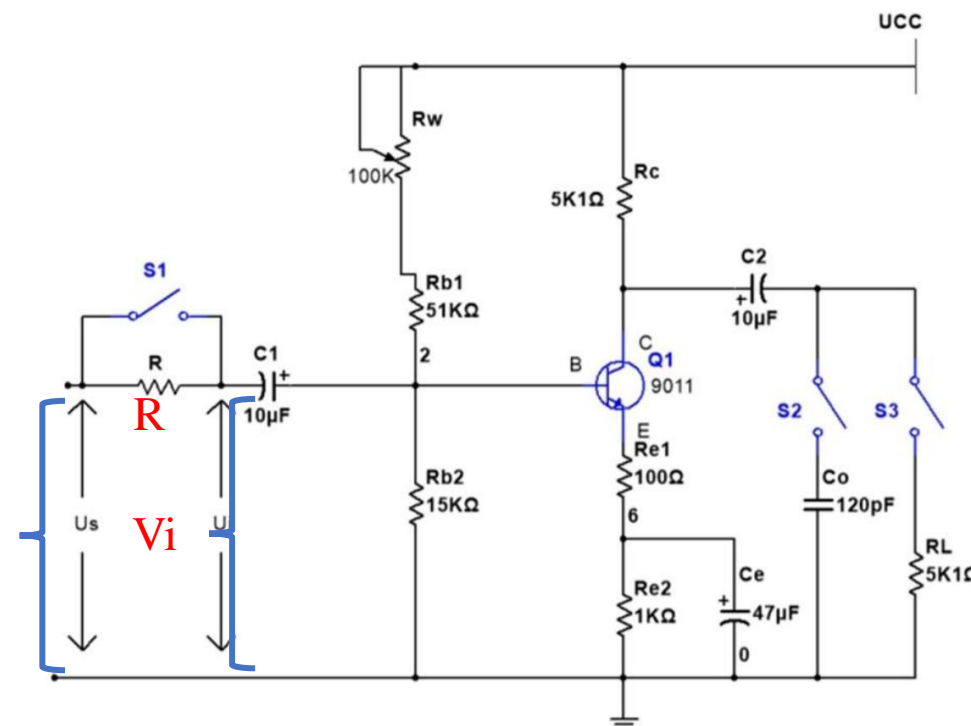 UCC
Rw
100K
Rc
5K1Ω
S1
Rb1
51KΩ
C2
10μF
R
C1
10μF
2
B
C
Q1
9011
E
S2
S3
R
Re1
100Ω
Rb2
15KΩ
Co
120pF
6
Us
Vi
RL
5K1Ω
Re2
1KΩ
Ce
47μF
0